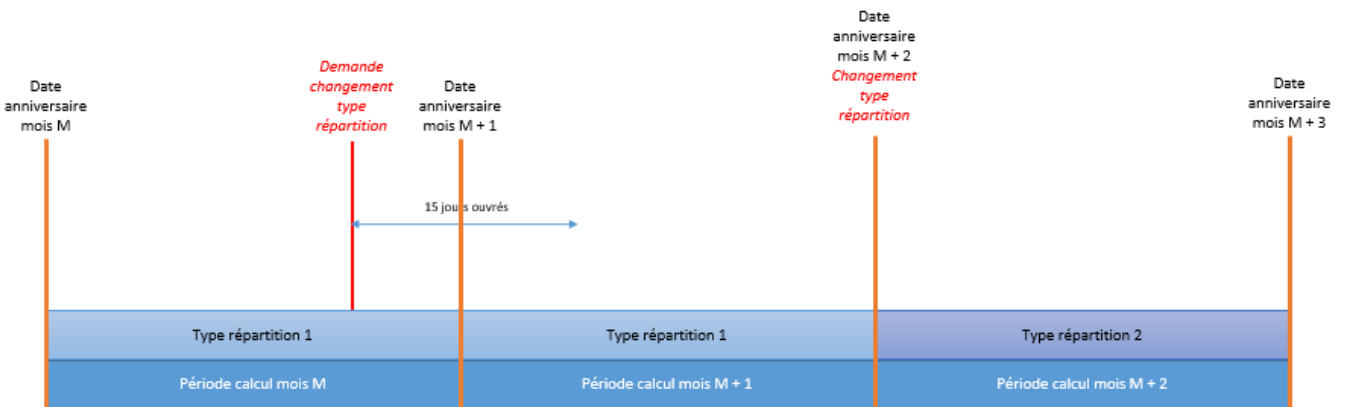 Date
anniversaire
mois M
Demande
changement
type
répartition
Date
anniversaire
mois M + 1
Date
anniversaire
mois M + 2
Changement
type
répartition
Date
anniversaire
mois M + 3
15 jours ouvrés
Type répartition 1
Type répartition 1
Type répartition 2
Période calcul mois M
Période calcul mois M + 1
Période calcul mois M + 2